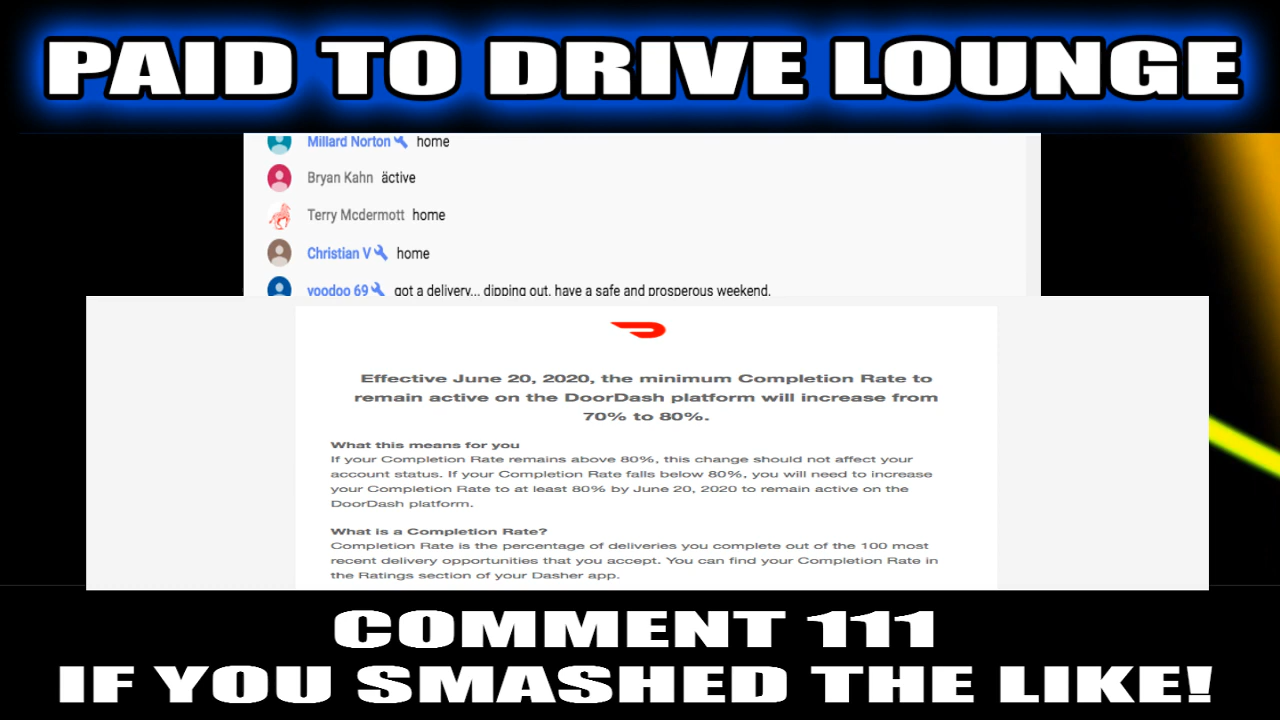 PAID TO DRIVE LOUNGE
Millard Norton home
Bryan Kahn äctive
Terry Mcdermott home
Christian V home
voodoo 69 got a delivery... dipping out. have a safe and prosperous weekend.
Effective June 20, 2020, the minimum Completion Rate to
remain active on the DoorDash platform will increase from
70% to 80%.
What this means for you
If your Completion Rate remains above 80%, this change should not affect your
account status. If your Completion Rate falls below 80%, you will need to increase
your Completion Rate to at least 80% by June 20, 2020 to remain active on the
DoorDash platform.
What is a Completion Rate?
Completion Rate is the percentage of deliveries you complete out of the 100 most
recent delivery opportunities that you accept. You can find your Completion Rate in
the Ratings section of your Dasher app.
COMMENT 111
IF YOU SMASHED THE LIKE!